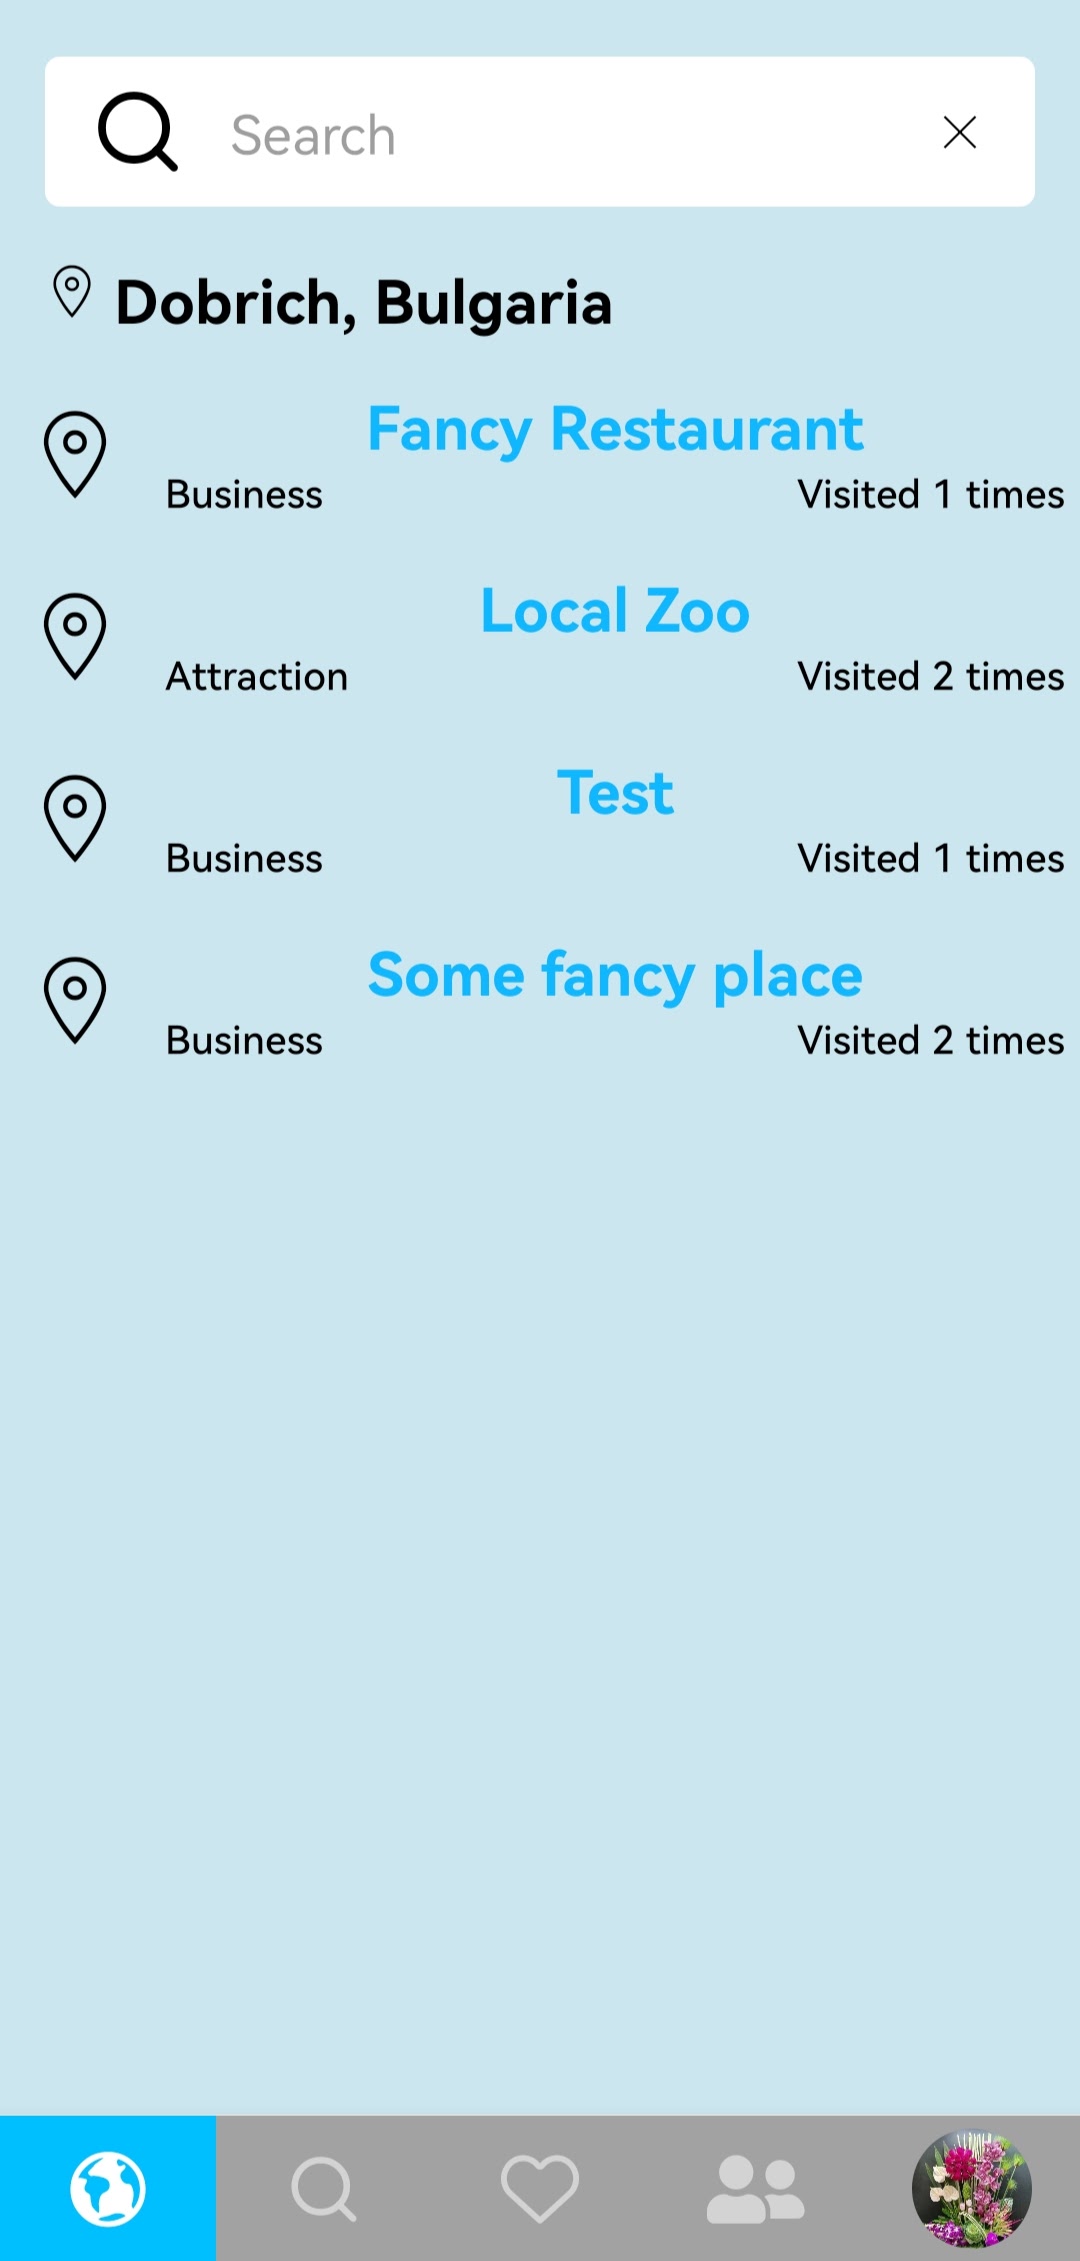 Search
Dobrich, Bulgaria
Fancy Restaurant
Business Visited 1 times
Local Zoo
Attraction Visited 2 times
Test
Business Visited 1 times
Some fancy place
Business Visited 2 times